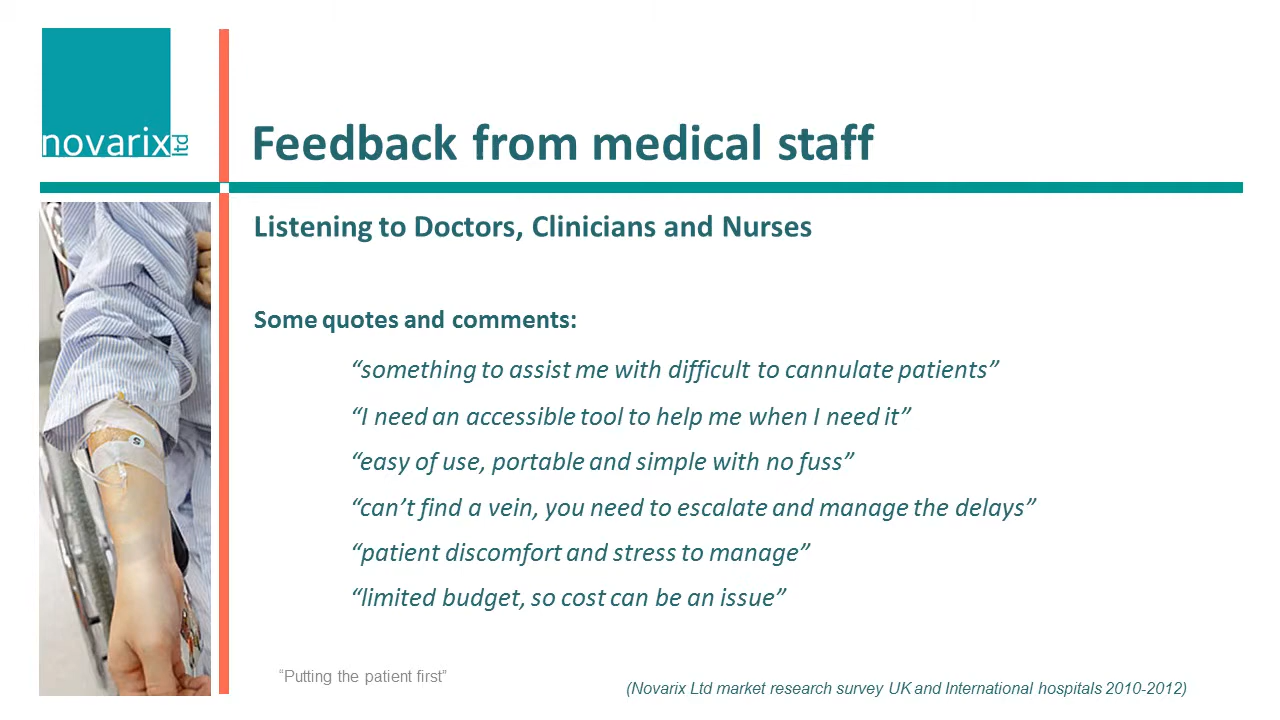 novarix ltd
Feedback from medical staff
Listening to Doctors, Clinicians and Nurses
Some quotes and comments:
“something to assist me with difficult to cannulate patients”
“I need an accessible tool to help me when I need it”
“easy of use, portable and simple with no fuss”
“can’t find a vein, you need to escalate and manage the delays”
“patient discomfort and stress to manage”
“limited budget, so cost can be an issue”
“Putting the patient first”
(Novarix Ltd market research survey UK and International hospitals 2010-2012)